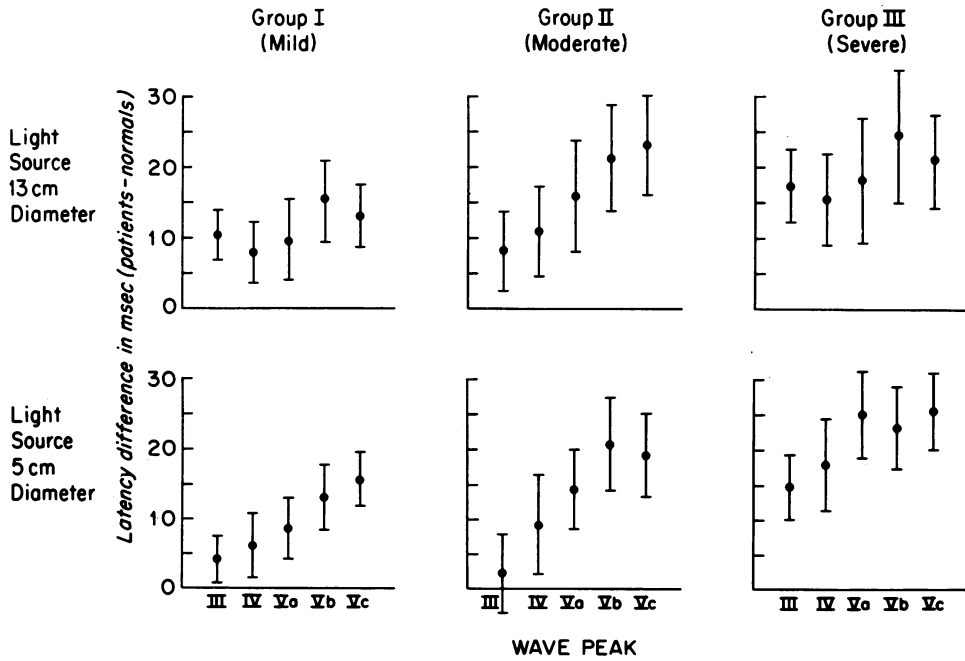 Group I
(Mild)
Group II
(Moderate)
Group III
(Severe)
Light
Source
13 cm
Diameter
Light
Source
5 cm
Diameter
Latency difference in msec (patients-normals)
30
20
10
0
30
20
10
0
III IV Va Vb Vc
III IV Va Vb Vc
III IV Va Vb Vc
WAVE PEAK